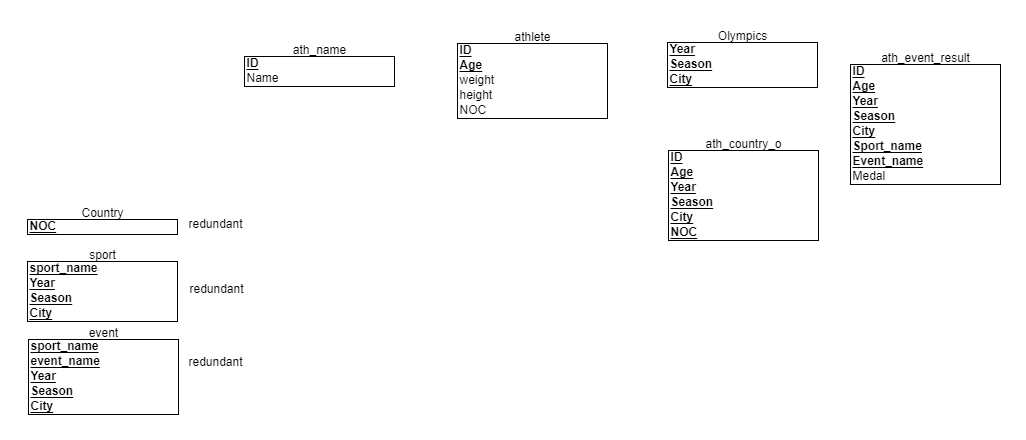 ath_name
ID
Name
athlete
ID
Age
weight
height
NOC
Olympics
Year
Season
City
ath_event_result
ID
Age
Year
Season
City
Sport_name
Event_name
Medal
ath_country_o
ID
Age
Year
Season
City
NOC
Country
NOC
redundant
sport
sport_name
Year
Season
City
redundant
event
sport_name
event_name
Year
Season
City
redundant